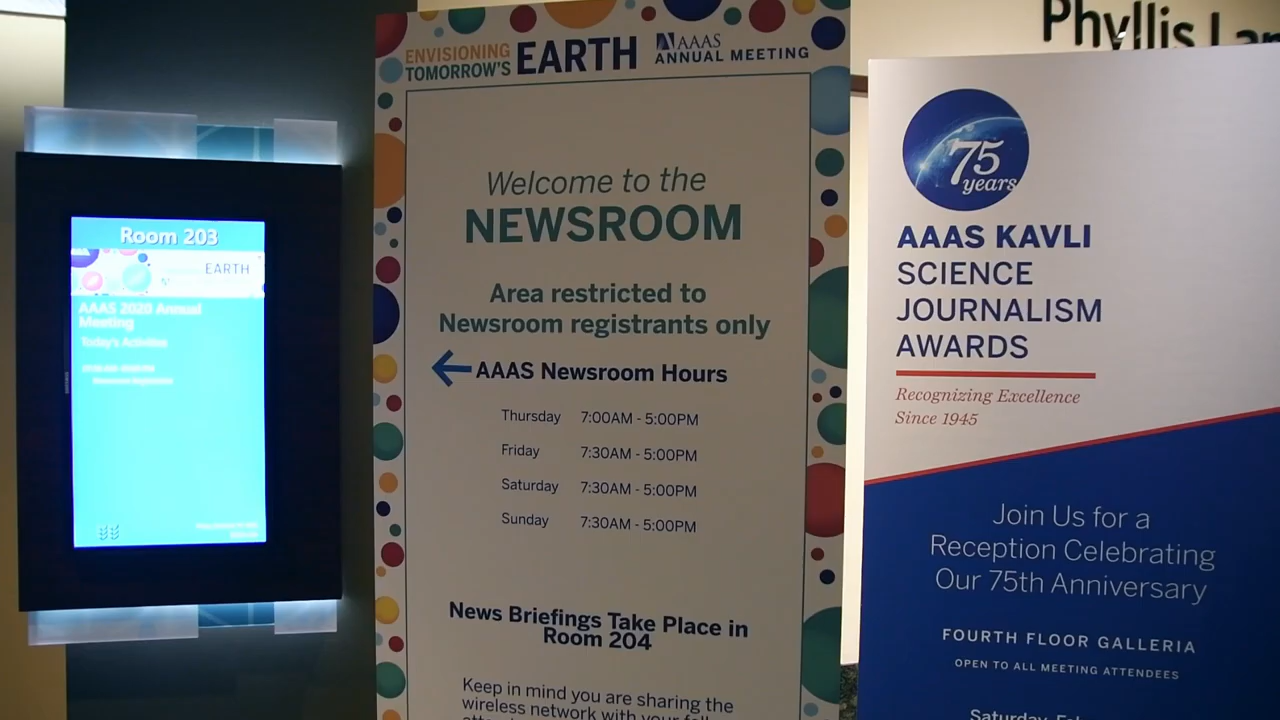 Room 203
EARTH
AAAS 2020 Annual
Meeting
Today's Activities
ENVISIONING
TOMORROW'S EARTH
AAAS
ANNUAL MEETING
Welcome to the
NEWSROOM
Area restricted to
Newsroom registrants only
AAAS Newsroom Hours
Thursday 7:00AM - 5:00PM
Friday 7:30AM - 5:00PM
Saturday 7:30AM - 5:00PM
Sunday 7:30AM - 5:00PM
News Briefings Take Place in
Room 204
Keep in mind you are sharing the
wireless network with your
Phyllis
75
years
AAAS KAVLI
SCIENCE
JOURNALISM
AWARDS
Recognizing Excellence
Since 1945
Join Us for a
Reception Celebrating
Our 75th Anniversary
FOURTH FLOOR GALLERIA
OPEN TO ALL MEETING ATTENDEES
Saturday,